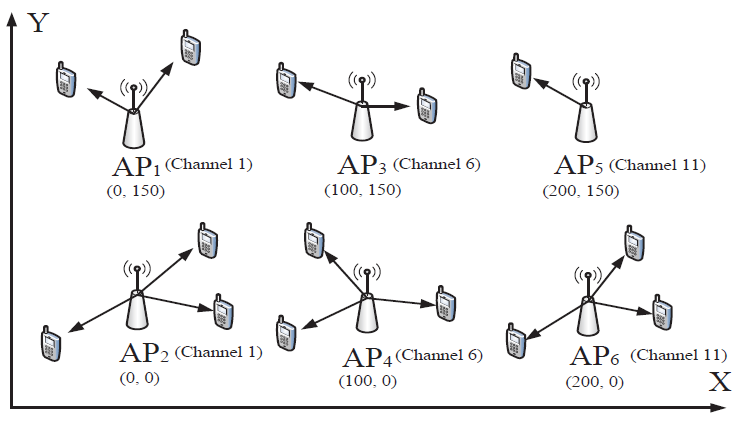 Y
AP1 (Channel 1)
(0, 150)
AP3 (Channel 6)
(100, 150)
AP5 (Channel 11)
(200, 150)
AP2 (Channel 1)
(0, 0)
AP4 (Channel 6)
(100, 0)
AP6 (Channel 11)
(200, 0)
X